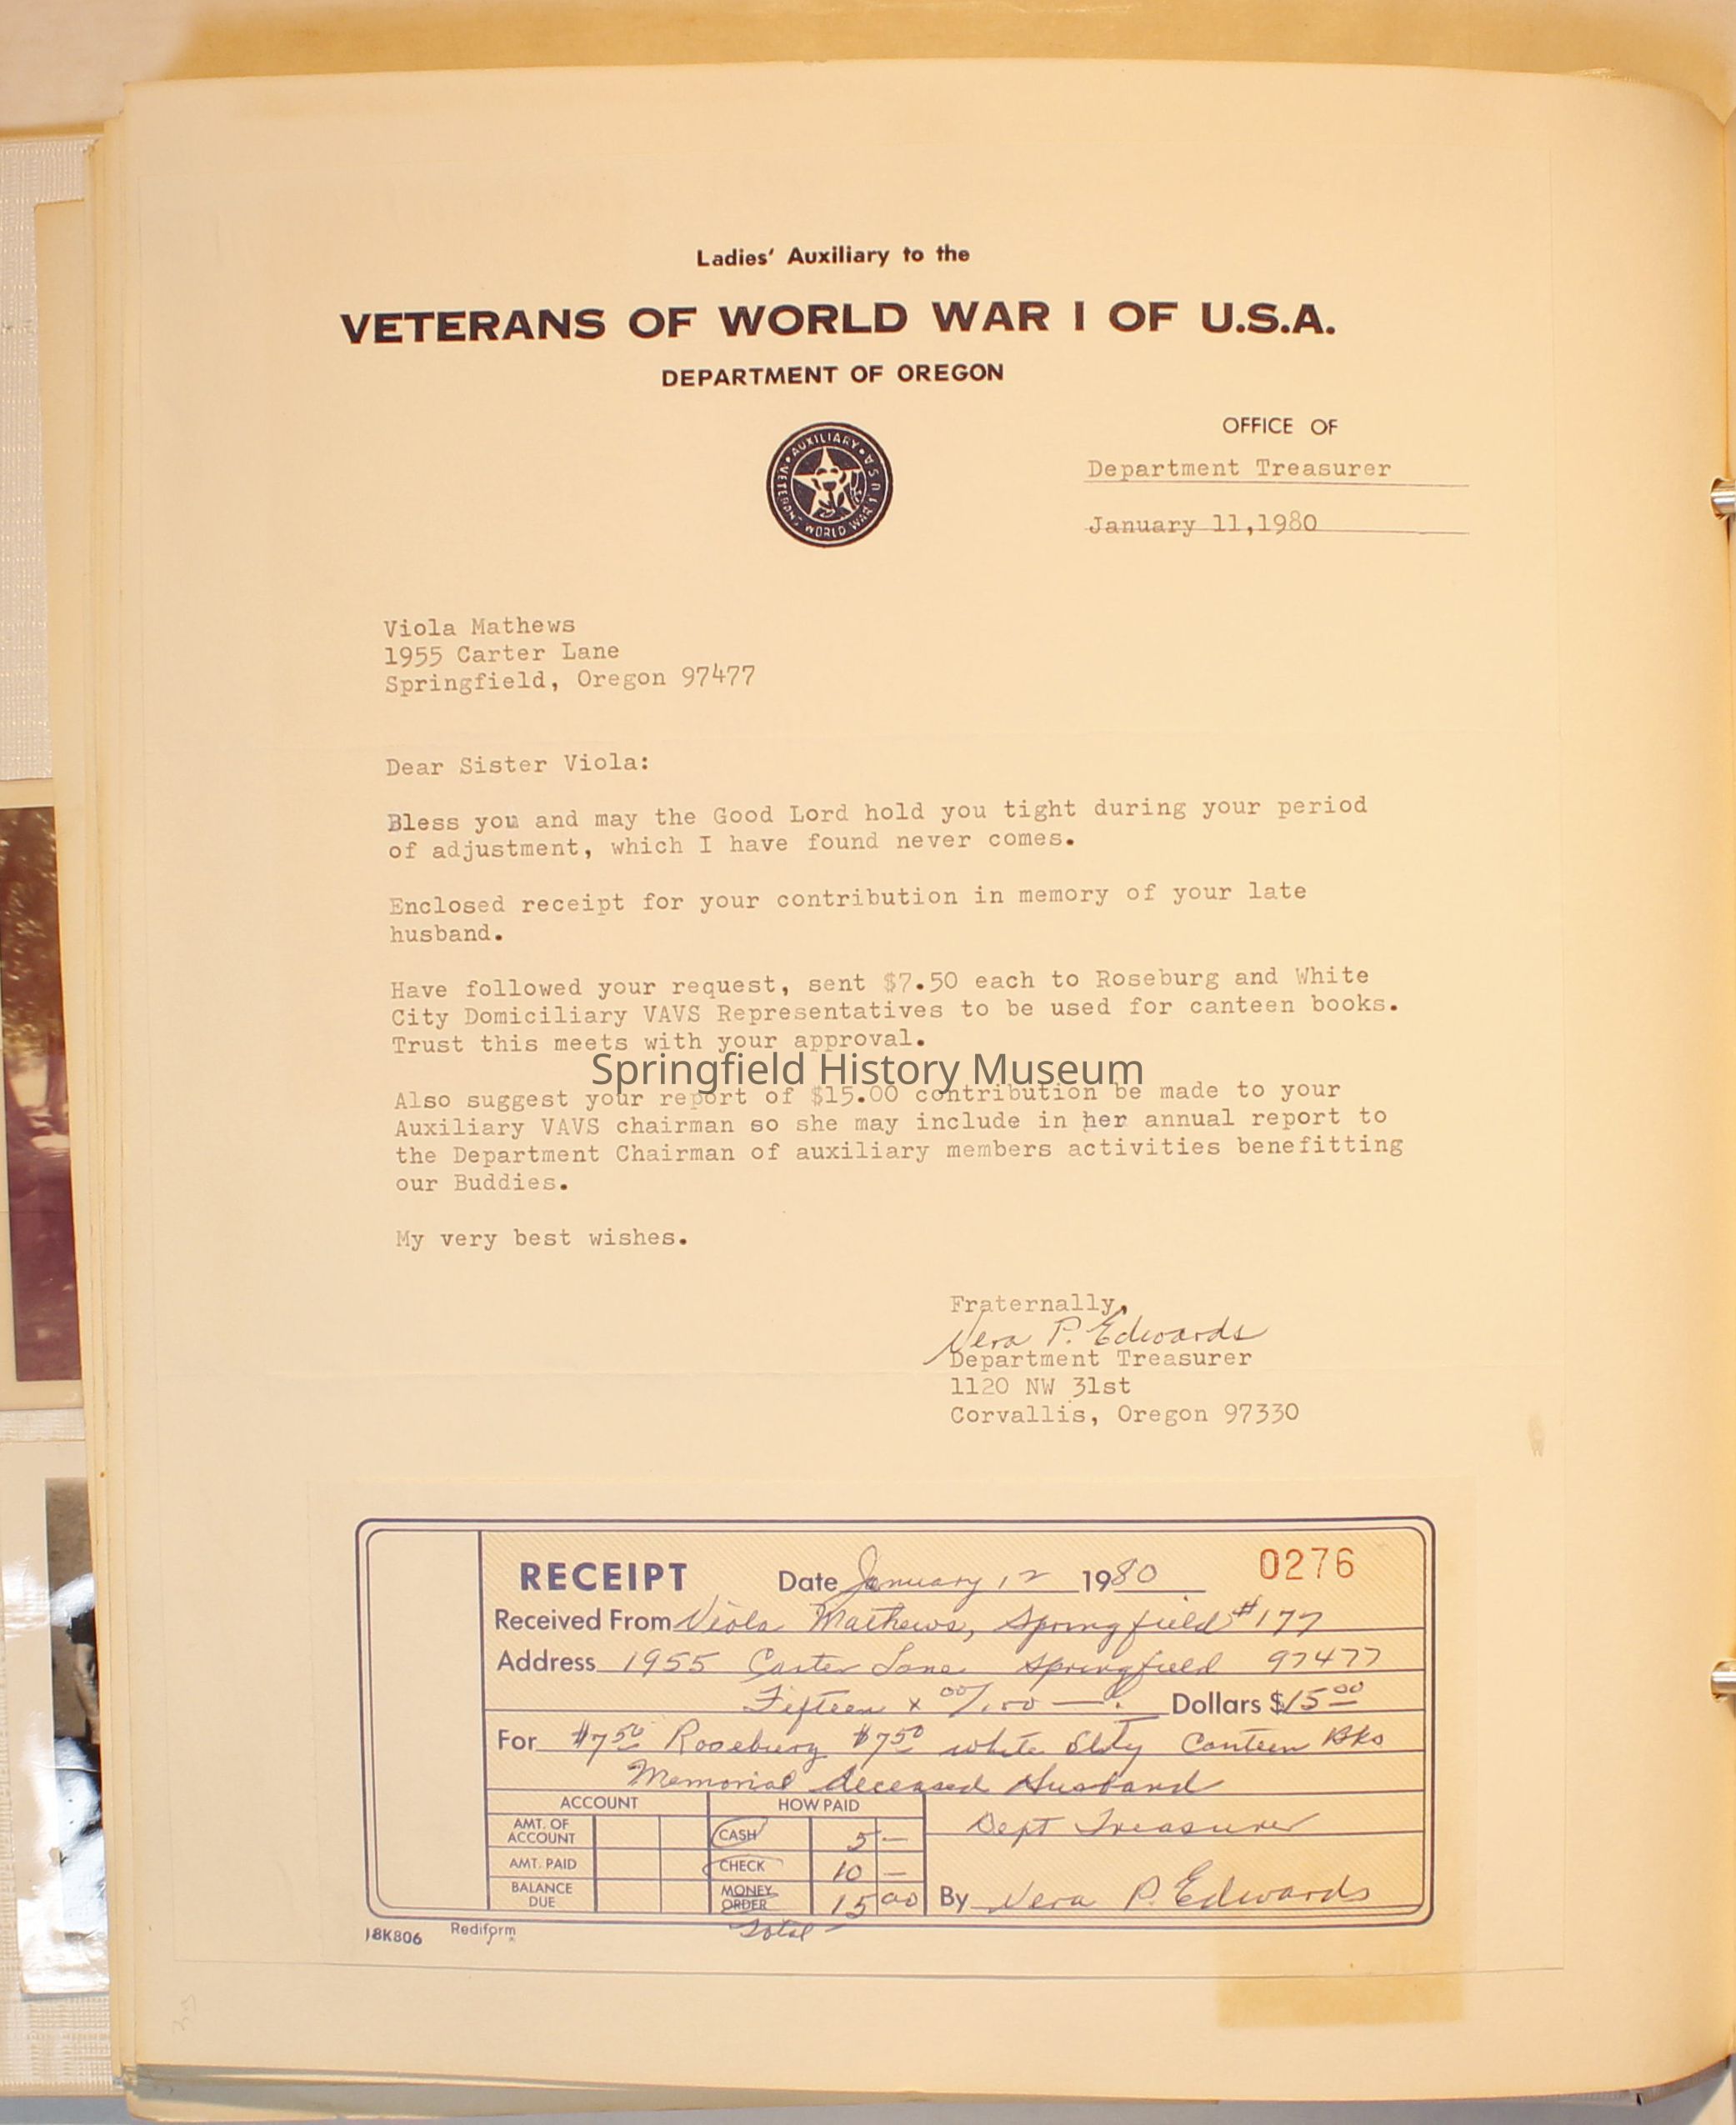 Ladies' Auxiliary to the
VETERANS OF WORLD WAR I OF U.S.A.
DEPARTMENT OF OREGON
AUXILIARY • VETERANS WORLD WAR I U S A
OFFICE OF
Department Treasurer
January 11,1980
Viola Mathews
1955 Carter Lane
Springfield, Oregon 97477
Dear Sister Viola:
Bless you and may the Good Lord hold you tight during your period
of adjustment, which I have found never comes.
Enclosed receipt for your contribution in memory of your late
husband.
Have followed your request, sent $7.50 each to Roseburg and White
City Domiciliary VAVS Representatives to be used for canteen books.
Trust this meets with your approval.
Springfield History Museum
Also suggest your report of $15.00 contribution be made to your
Auxiliary VAVS chairman so she may include in her annual report to
the Department Chairman of auxiliary members activities benefitting
our Buddies.
My very best wishes.
Fraternally,
Vera P. Edwards
Department Treasurer
1120 NW 31st
Corvallis, Oregon 97330
RECEIPT Date January 12 1980 0276
Received From Viola Mathews, Springfield #177
Address 1955 Carter Lane Springfield 97477
Fifteen x 00/100 Dollars $15 00
For $7 50 Roseburg $7 50 White City Canteen Bks
Memorial deceased Husband
ACCOUNT HOW PAID
AMT. OF ACCOUNT CASH 5 — Dept Treasurer
AMT. PAID CHECK 10 —
BALANCE DUE MONEY ORDER 15 00 By Vera P. Edwards
Total
18K806 Rediform